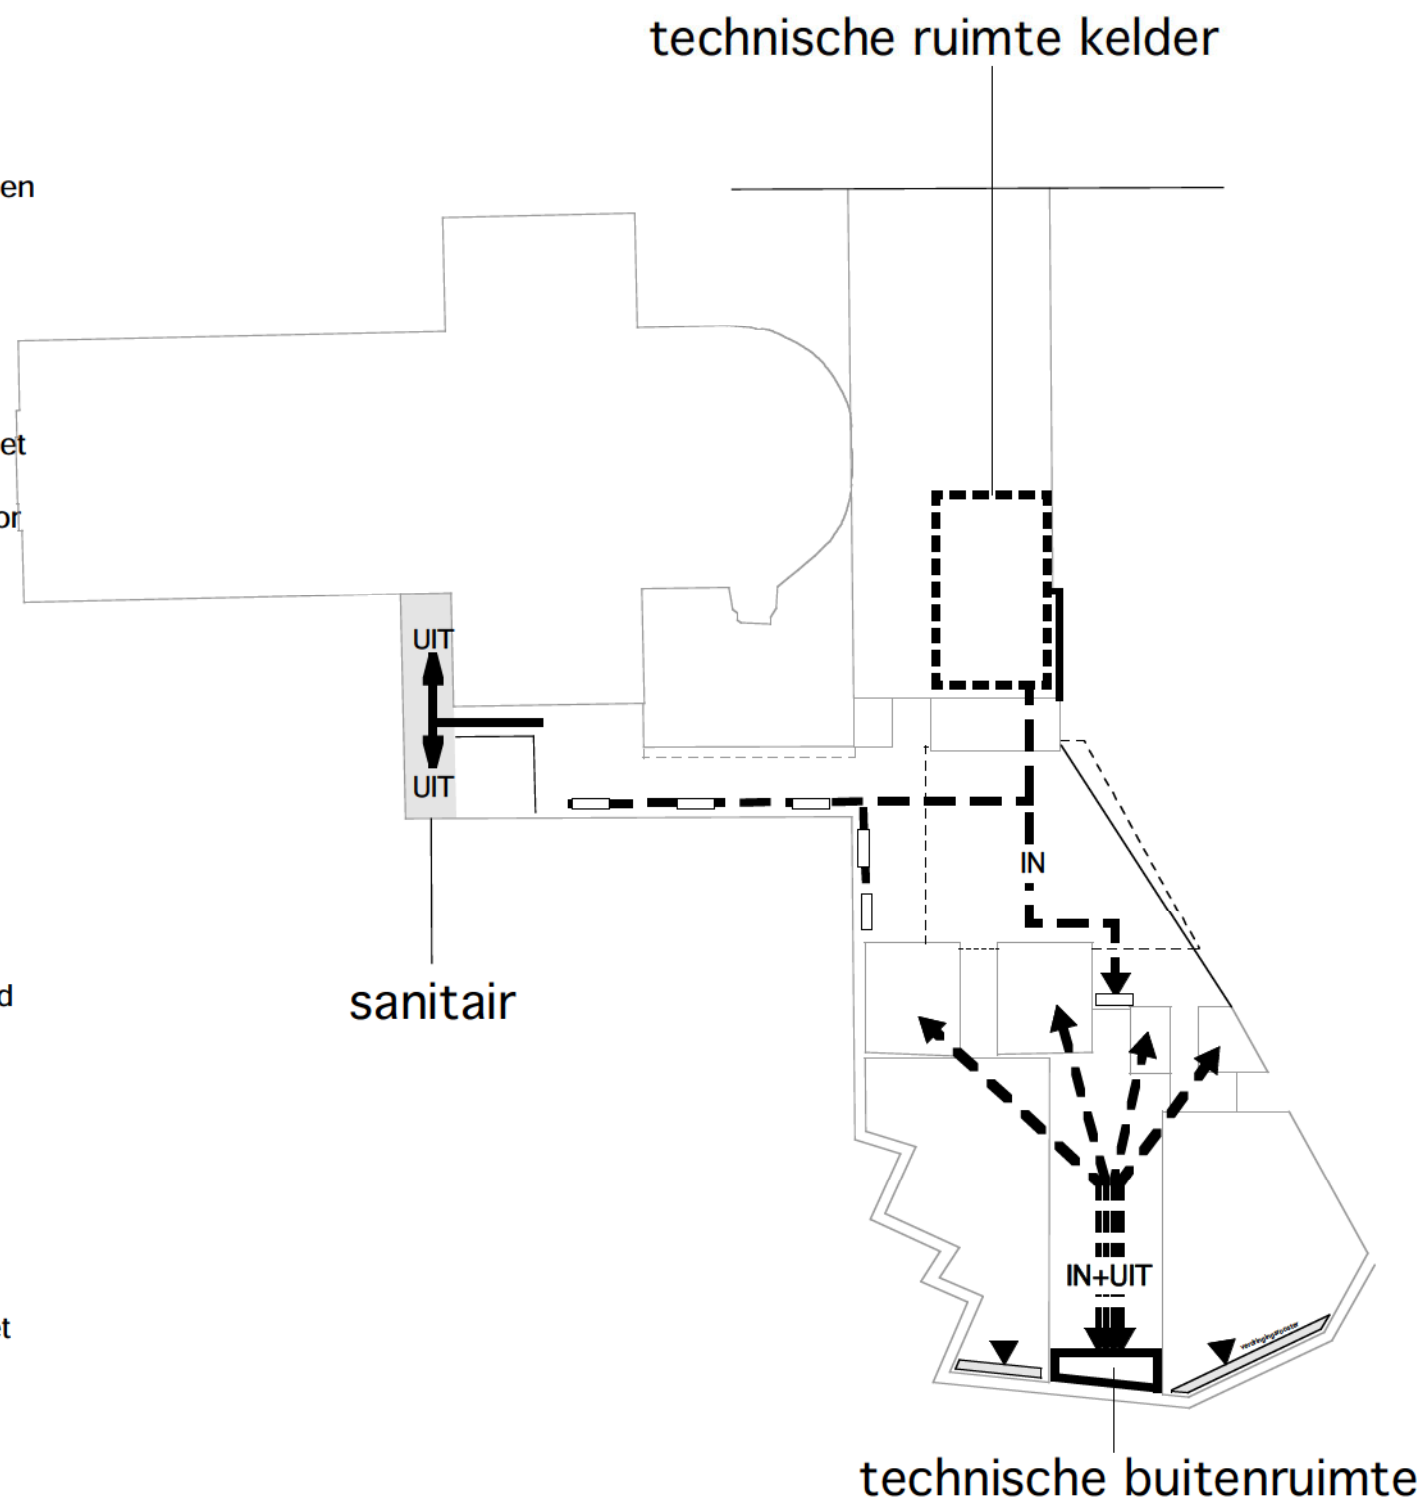 technische ruimte kelder
en
et
or
UIT
UIT
IN
sanitair
d
IN+UIT
t
technische buitenruimte